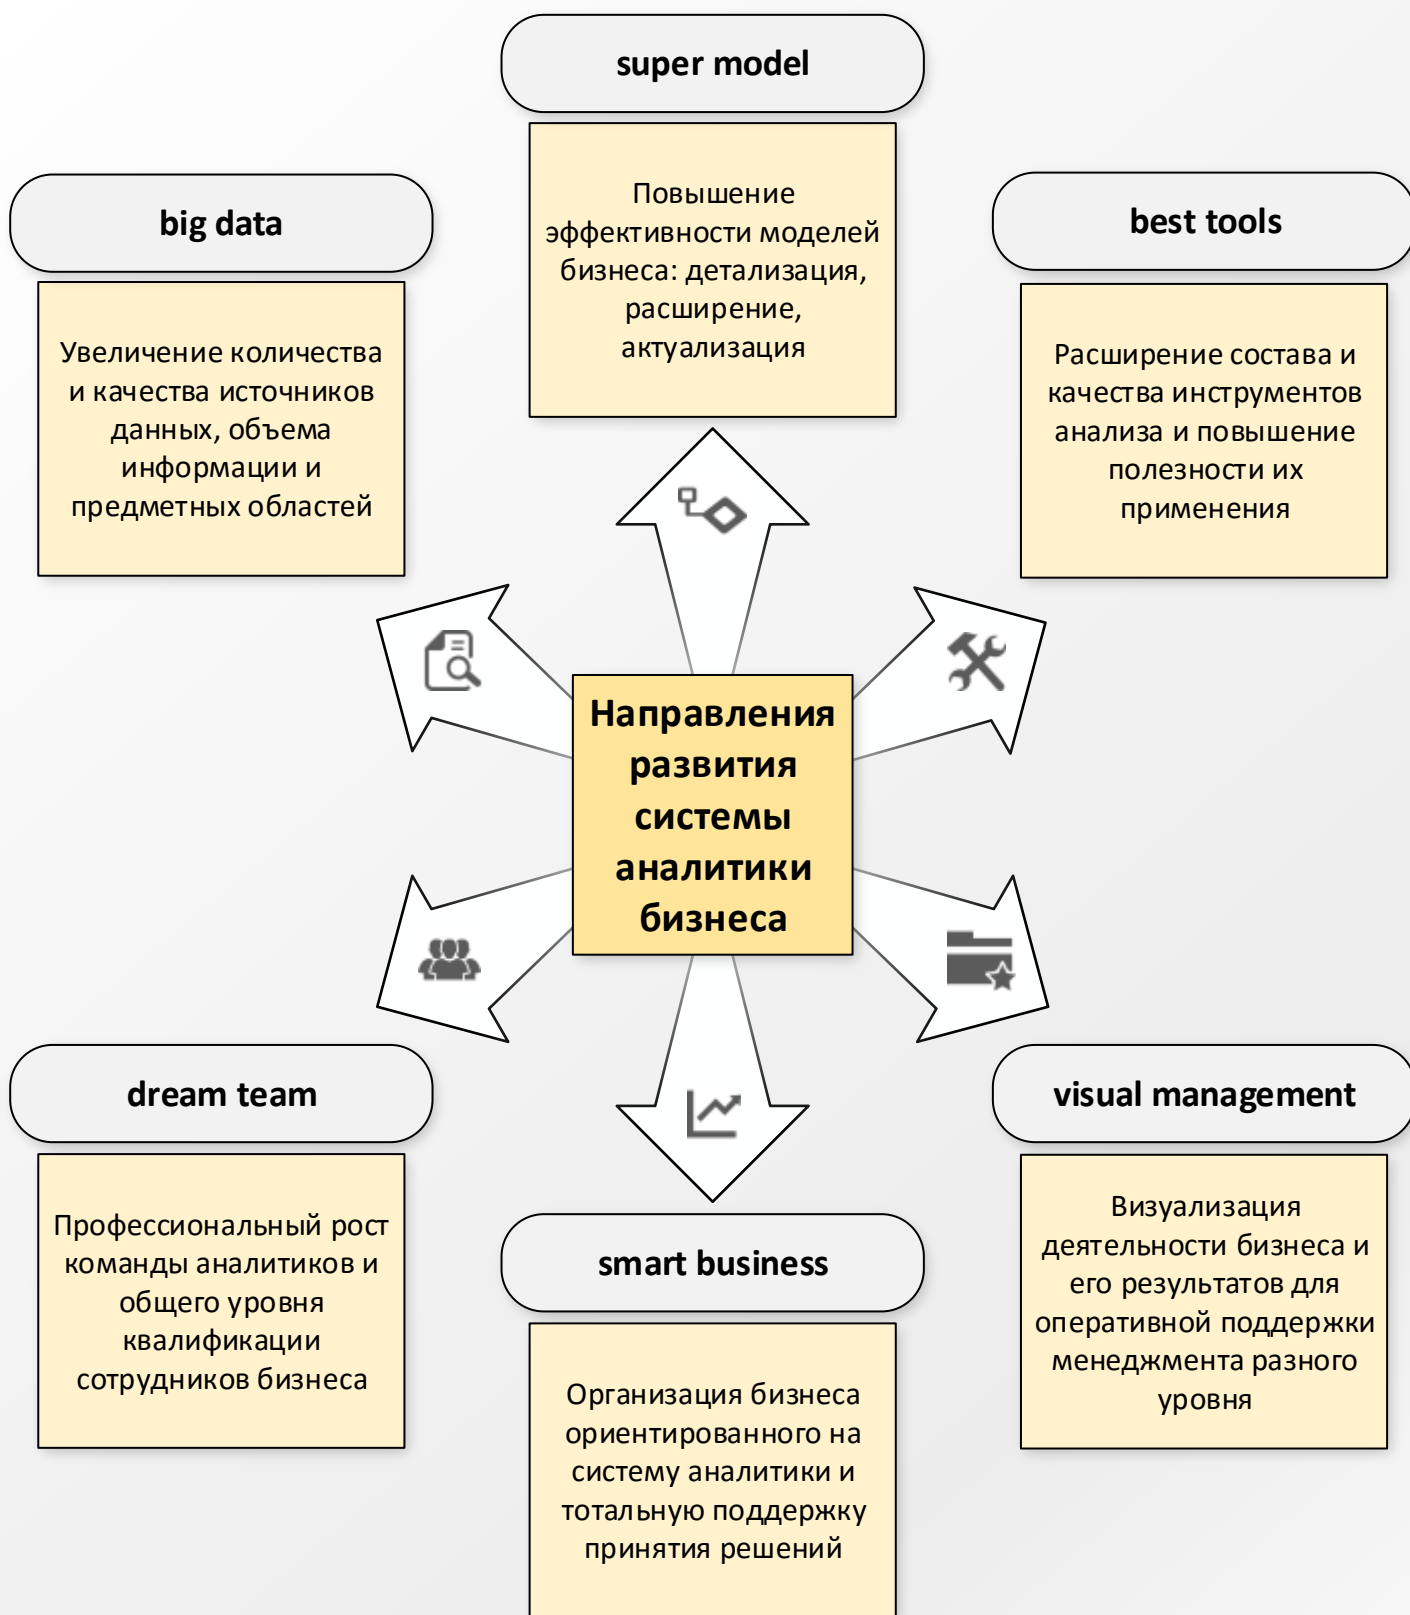 super model
Повышение
эффективности моделей
бизнеса: детализация,
расширение,
актуализация
big data
Увеличение количества
и качества источников
данных, объема
информации и
предметных областей
best tools
Расширение состава и
качества инструментов
анализа и повышение
полезности их
применения
Направления
развития
системы
аналитики
бизнеса
dream team
Профессиональный рост
команды аналитиков и
общего уровня
квалификации
сотрудников бизнеса
smart business
Организация бизнеса
ориентированного на
систему аналитики и
тотальную поддержку
принятия решений
visual management
Визуализация
деятельности бизнеса и
его результатов для
оперативной поддержки
менеджмента разного
уровня